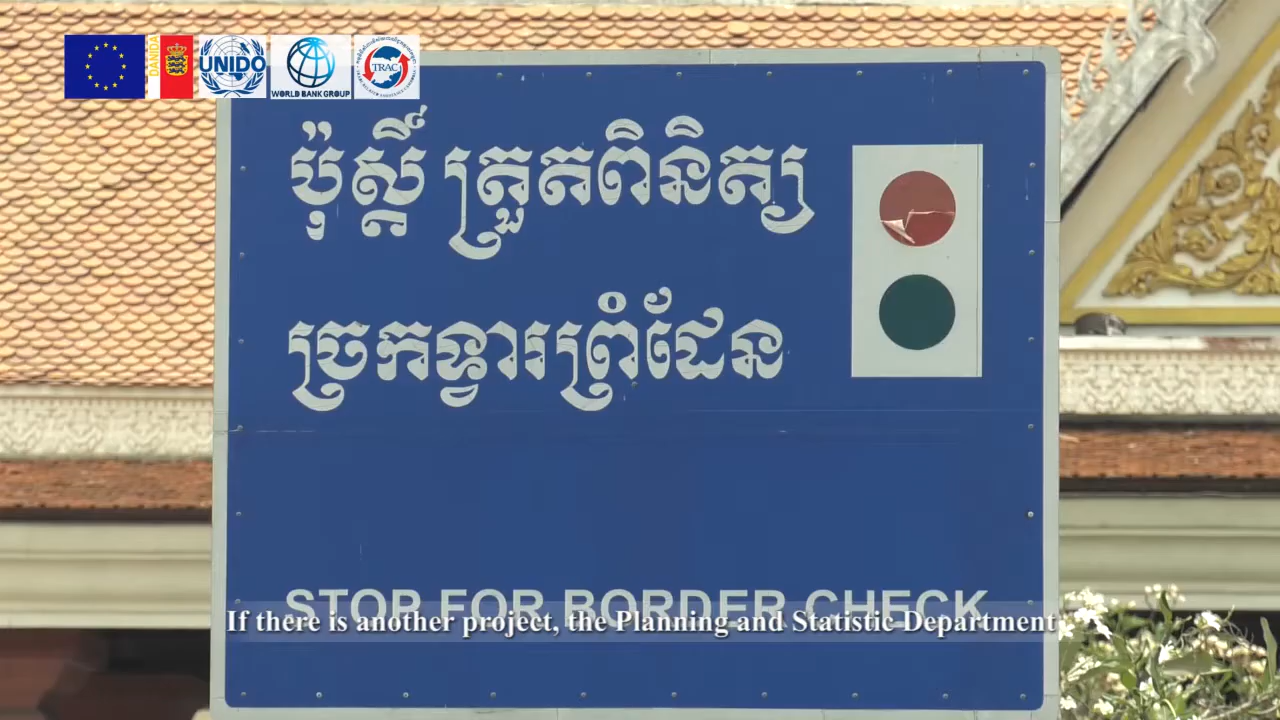 DANIDA
UNIDO
WORLD BANK GROUP
TRAC
ប៉ុស្តិ៍ ត្រួតពិនិត្យ
ច្រកទ្វារព្រំដែន
STOP FOR BORDER CHECK
If there is another project, the Planning and Statistic Department